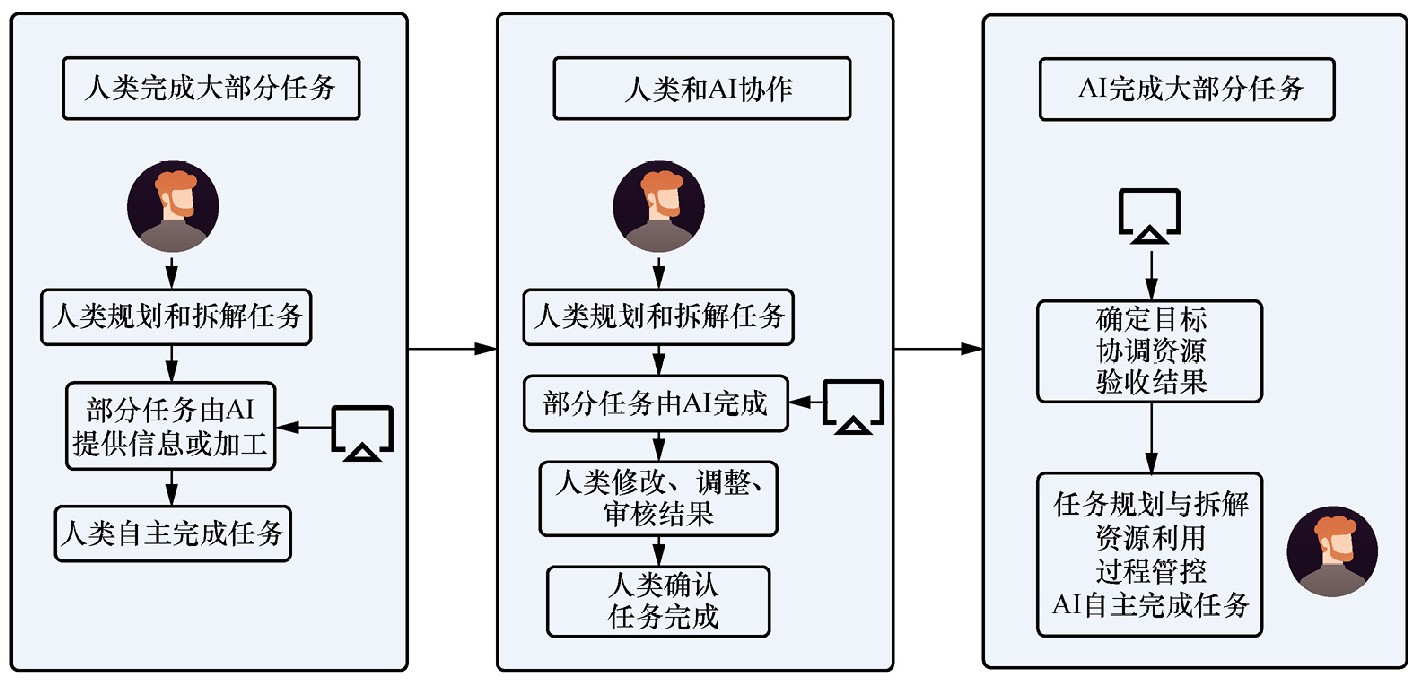 人类完成大部分任务
人类规划和拆解任务
部分任务由AI
提供信息或加工
人类自主完成任务
人类和AI协作
人类规划和拆解任务
部分任务由AI完成
人类修改、调整、
审核结果
人类确认
任务完成
AI完成大部分任务
确定目标
协调资源
验收结果
任务规划与拆解
资源利用
过程管控
AI自主完成任务